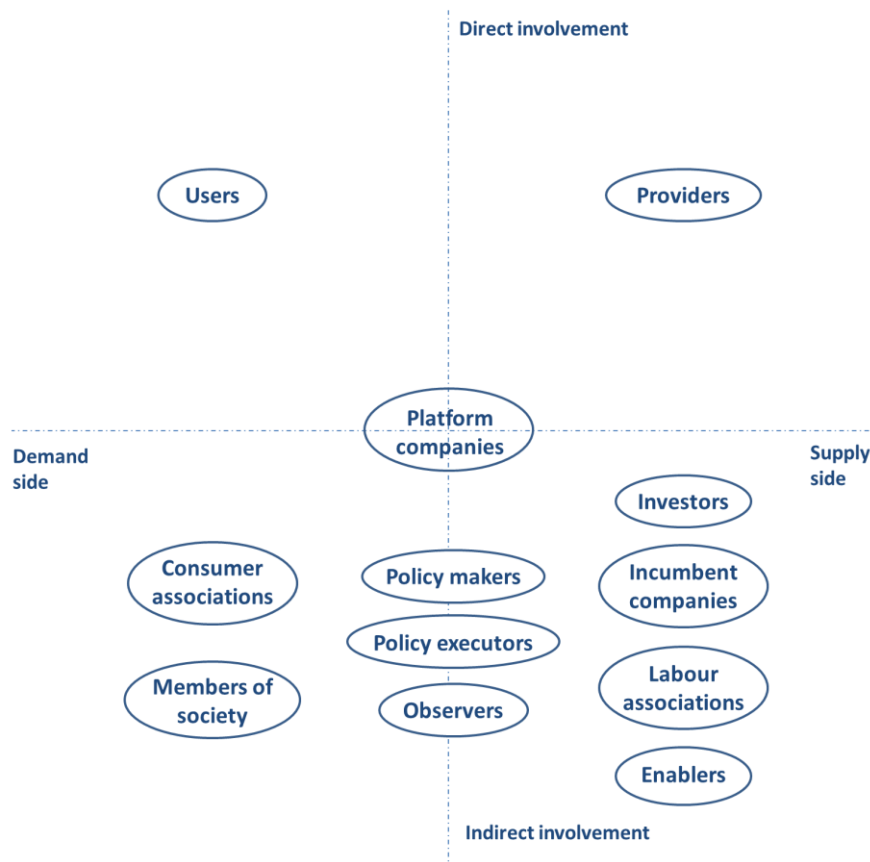 Direct involvement
Users
Providers
Platform
companies
Demand
side
Supply
side
Investors
Consumer
associations
Policy makers
Incumbent
companies
Policy executors
Members of
society
Observers
Labour
associations
Enablers
Indirect involvement